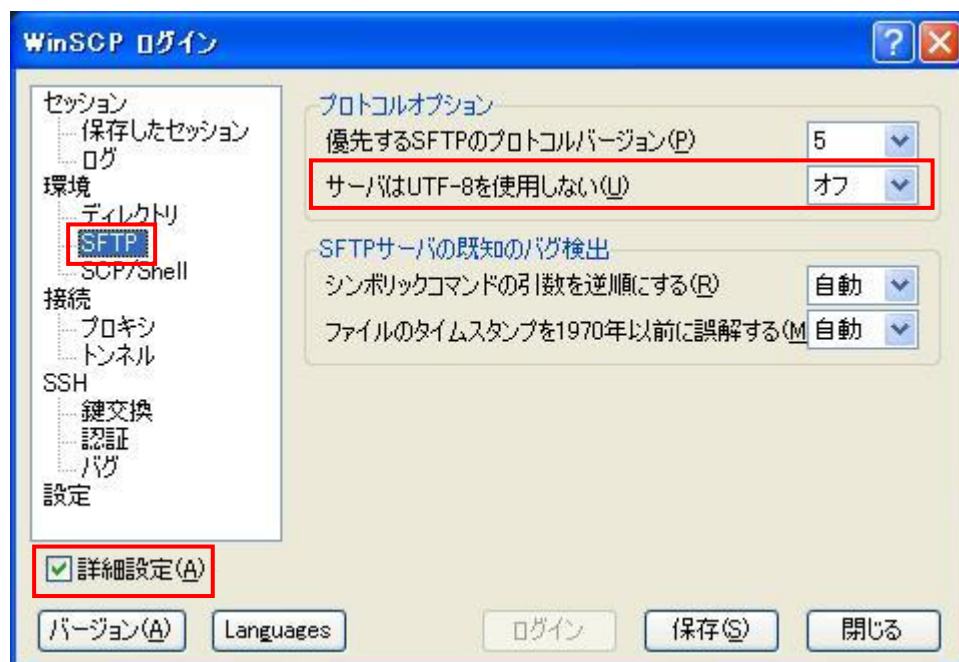 WinSCP ログイン
セッション
保存したセッション
ログ
環境
ディレクトリ
SFTP
SCP/Shell
接続
プロキシ
トンネル
SSH
鍵交換
認証
バグ
設定
詳細設定(A)
プロトコルオプション
優先するSFTPのプロトコルバージョン(P) 5
サーバはUTF-8を使用しない(U) オフ
SFTPサーバの既知のバグ検出
シンボリックコマンドの引数を逆順にする(R) 自動
ファイルのタイムスタンプを1970年以前に誤解する(M 自動
バージョン(A) Languages ログイン 保存(S) 閉じる